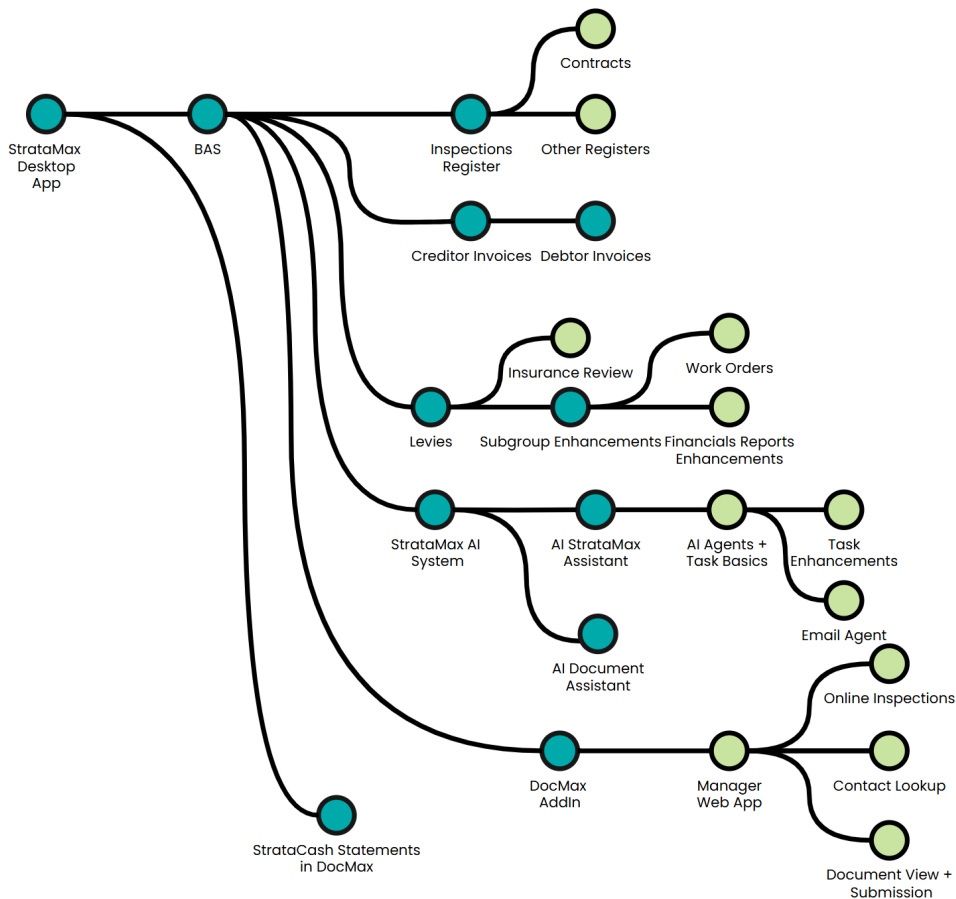 Contracts
StrataMax
Desktop
App
BAS
Inspections
Register
Other Registers
Creditor Invoices
Debtor Invoices
Insurance Review
Work Orders
Levies
Subgroup Enhancements
Financials Reports
Enhancements
StrataMax AI
System
AI StrataMax
Assistant
AI Agents +
Task Basics
Task
Enhancements
Email Agent
AI Document
Assistant
Online Inspections
DocMax
AddIn
Manager
Web App
Contact Lookup
StrataCash Statements
in DocMax
Document View +
Submission